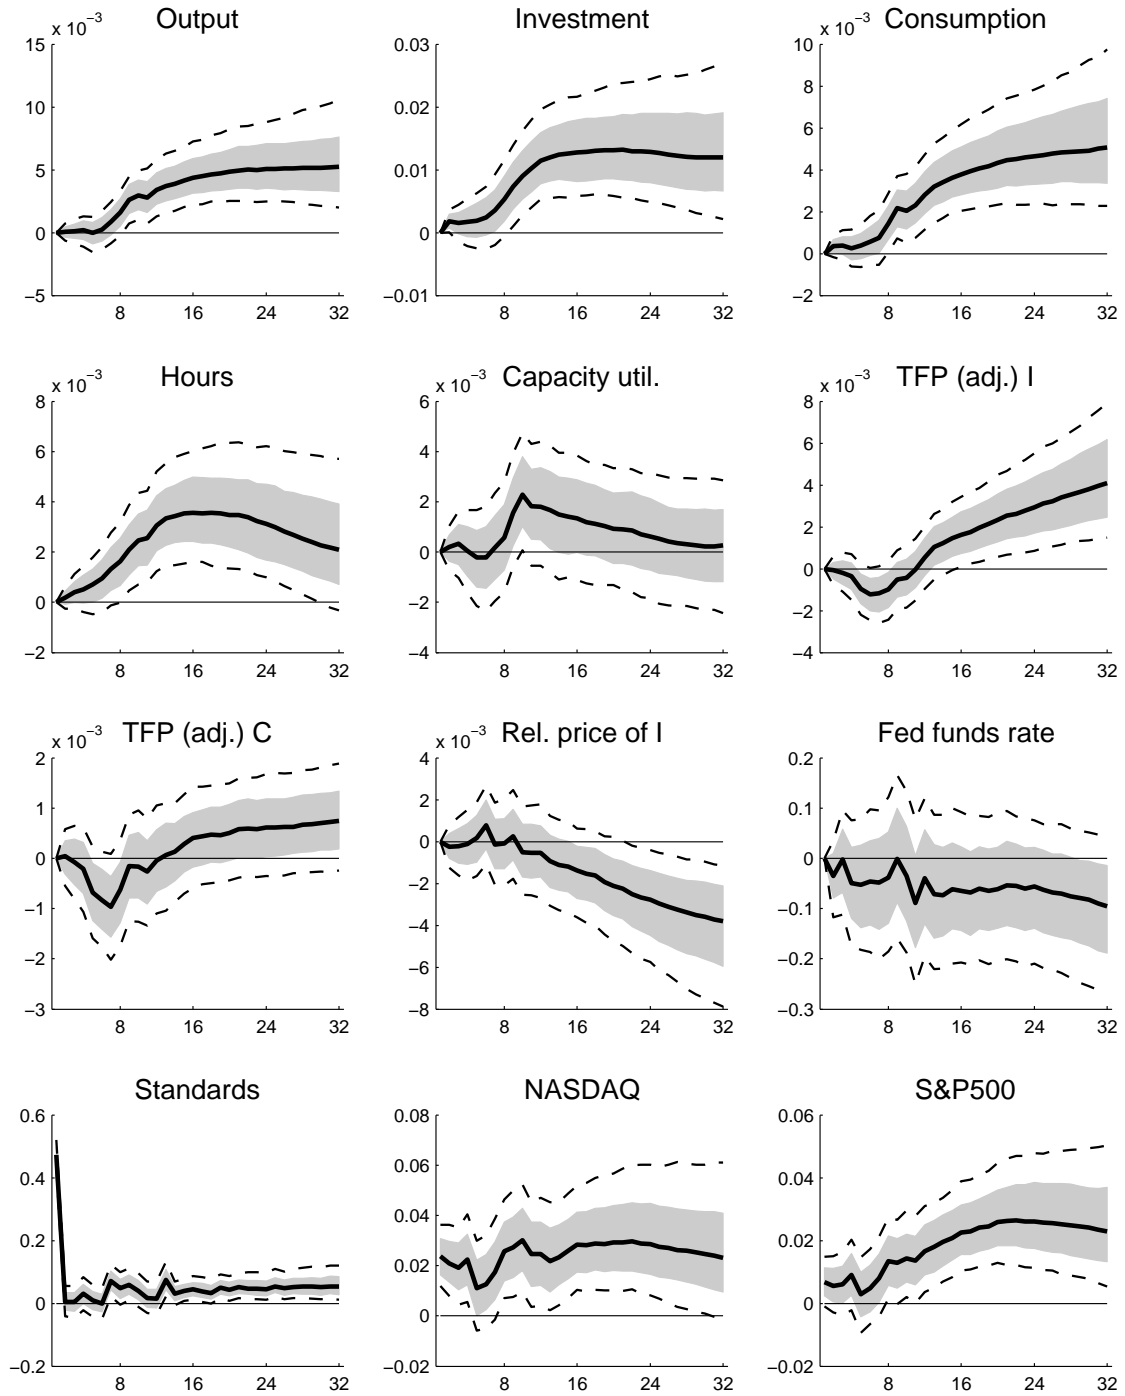 Output
x 10⁻³
15
10
5
0
−5
8 16 24 32
Investment
0.03
0.02
0.01
0
−0.01
8 16 24 32
Consumption
x 10⁻³
10
8
6
4
2
0
−2
8 16 24 32
Hours
x 10⁻³
8
6
4
2
0
−2
8 16 24 32
Capacity util.
x 10⁻³
6
4
2
0
−2
−4
8 16 24 32
TFP (adj.) I
x 10⁻³
8
6
4
2
0
−2
−4
8 16 24 32
TFP (adj.) C
x 10⁻³
2
1
0
−1
−2
−3
8 16 24 32
Rel. price of I
x 10⁻³
4
2
0
−2
−4
−6
−8
8 16 24 32
Fed funds rate
0.2
0.1
0
−0.1
−0.2
−0.3
8 16 24 32
Standards
0.6
0.4
0.2
0
−0.2
8 16 24 32
NASDAQ
0.08
0.06
0.04
0.02
0
−0.02
8 16 24 32
S&P500
0.06
0.04
0.02
0
−0.02
8 16 24 32